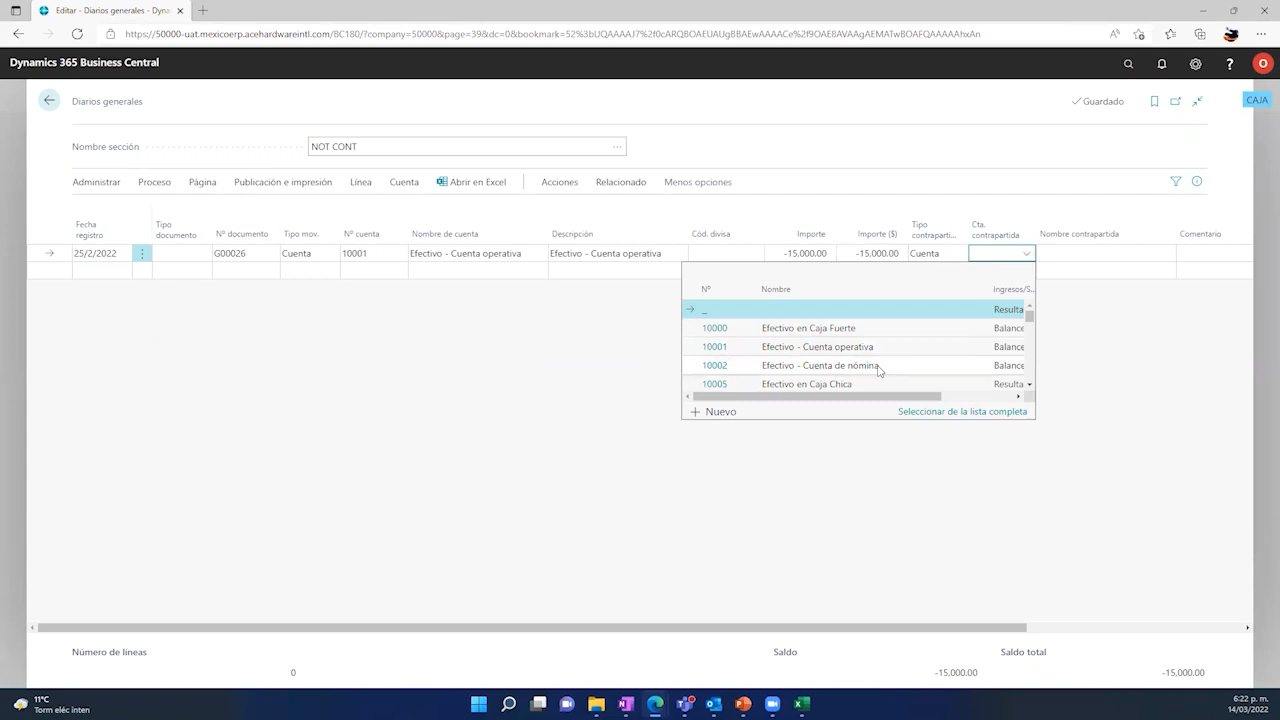 Editar - Diarios generales - Dyna
https://50000-uat.mexicoerp.acehardwareintl.com/BC180/?company=50000&page=39&dc=0&bookmark=52%3bUQAAAAJ7%2f0cARQBOAEUAUgBBAEwAAAACe%2f9OAE8AVAAgAEMATwBOAFQAAAAAhxAn
Dynamics 365 Business Central
?
O
Diarios generales
Guardado
CAJA
Nombre sección
NOT CONT
Administrar Proceso Página Publicación e impresión Línea Cuenta Abrir en Excel Acciones Relacionado Menos opciones
Fecha registro Tipo documento Nº documento Tipo mov. Nº cuenta Nombre de cuenta Descripción Cód. divisa Importe Importe ($) Tipo contraparti... Cta. contrapartida Nombre contrapartida Comentario
25/2/2022 G00026 Cuenta 10001 Efectivo - Cuenta operativa Efectivo - Cuenta operativa -15,000.00 -15,000.00 Cuenta
Nº Nombre Ingresos/S...
_ Resulta
10000 Efectivo en Caja Fuerte Balance
10001 Efectivo - Cuenta operativa Balance
10002 Efectivo - Cuenta de nómina Balance
10005 Efectivo en Caja Chica Resulta
+ Nuevo Seleccionar de la lista completa
Número de líneas Saldo Saldo total
0 -15,000.00 -15,000.00
11°C
Torm eléc inten
6:22 p. m.
14/03/2022